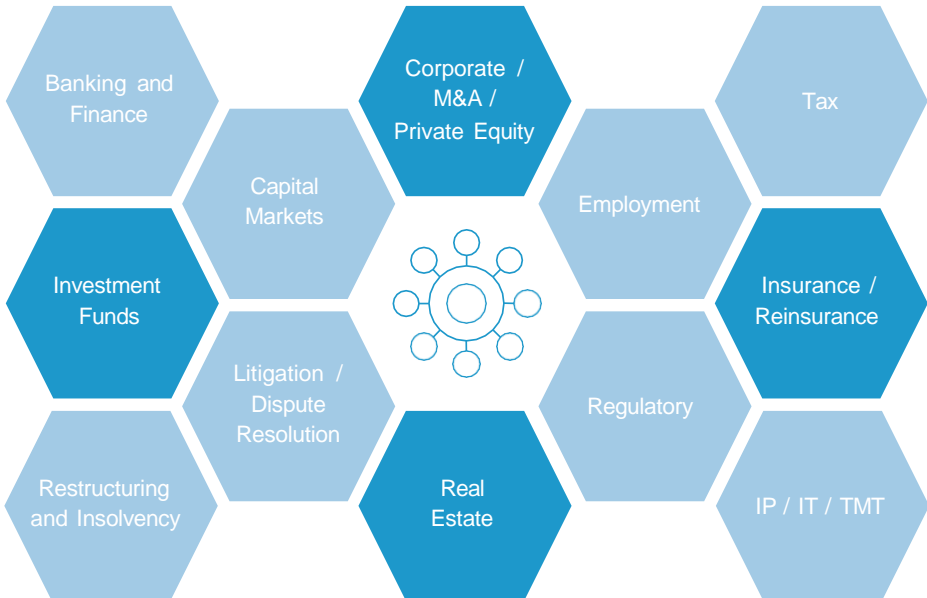 Banking and
Finance
Corporate /
M&A /
Private Equity
Tax
Capital
Markets
Employment
Investment
Funds
Insurance /
Reinsurance
Litigation /
Dispute
Resolution
Regulatory
Restructuring
and Insolvency
Real
Estate
IP / IT / TMT